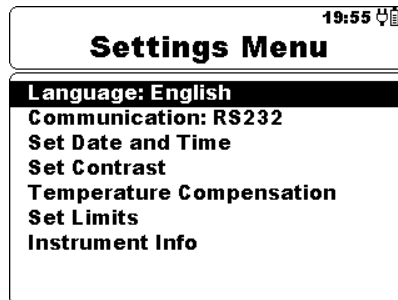 19:55
Settings Menu
Language: English
Communication: RS232
Set Date and Time
Set Contrast
Temperature Compensation
Set Limits
Instrument Info